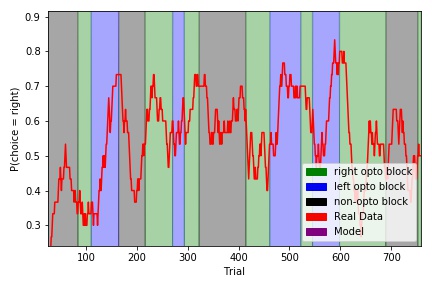 0.9
0.8
0.7
0.6
0.5
0.4
0.3
P(choice = right)
right opto block
left opto block
non-opto block
Real Data
Model
100 200 300 400 500 600 700
Trial